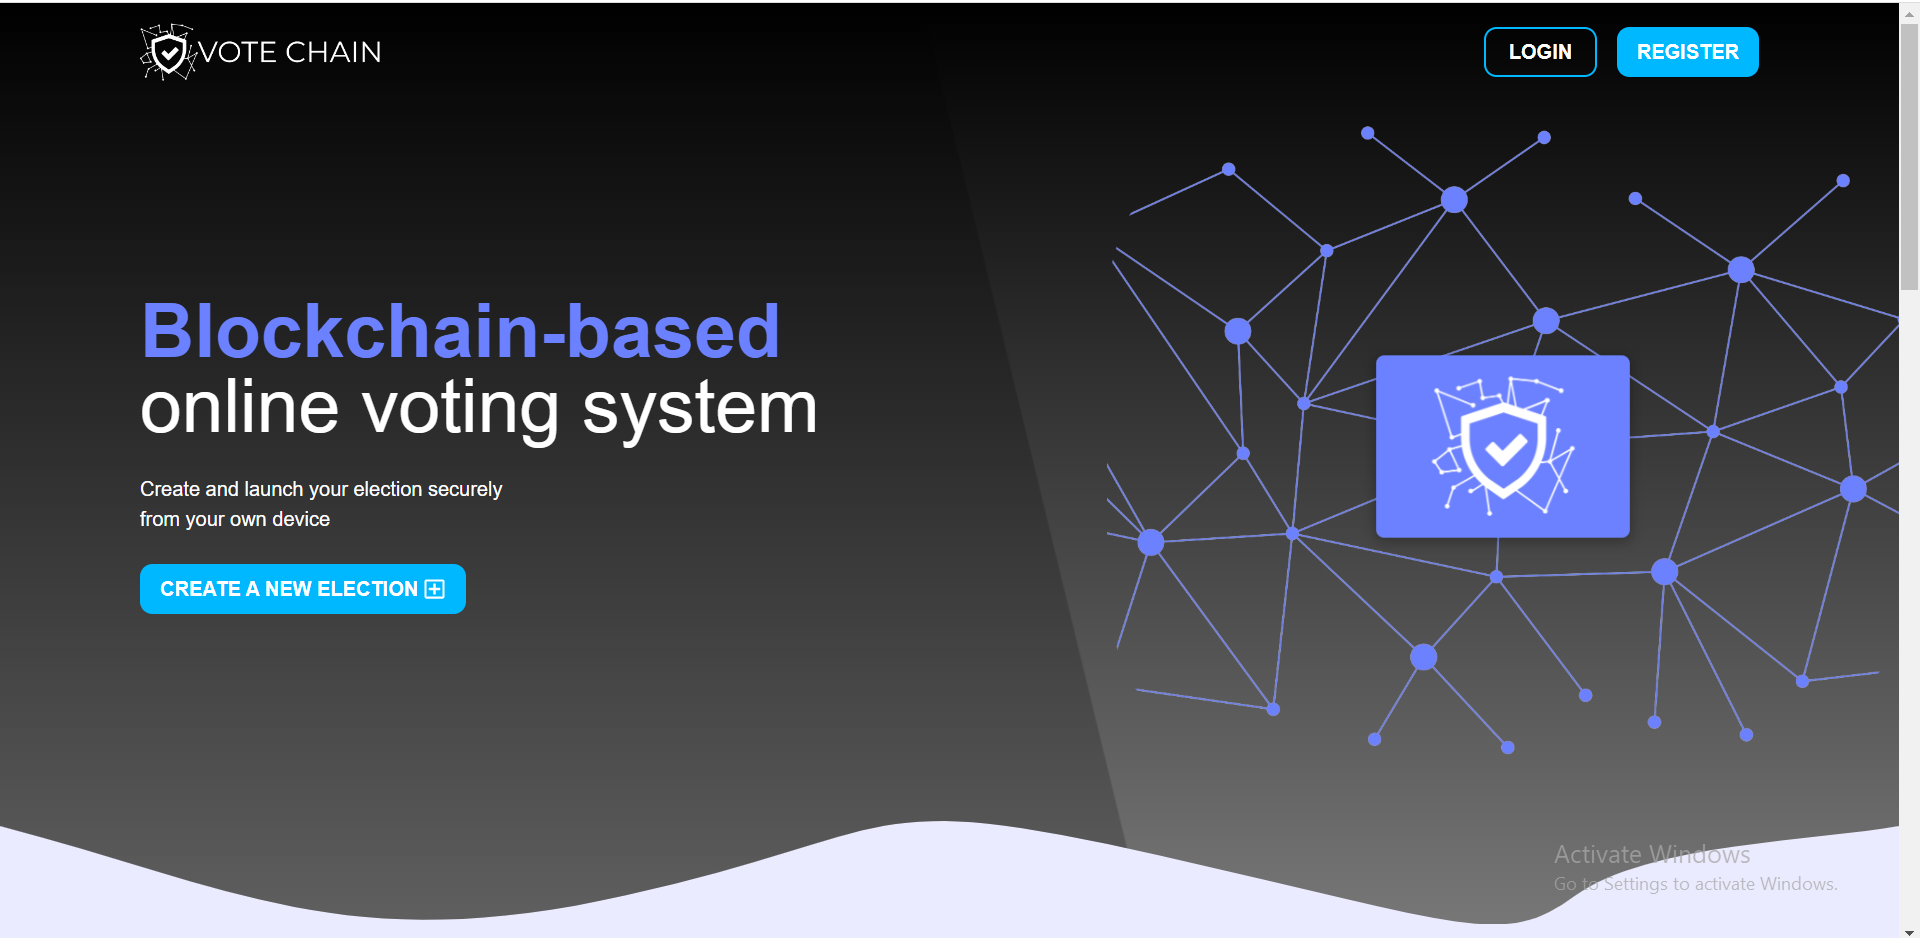 VOTE CHAIN
LOGIN
REGISTER
Blockchain-based
online voting system
Create and launch your election securely
from your own device
CREATE A NEW ELECTION
Activate Windows
Go to Settings to activate Windows.